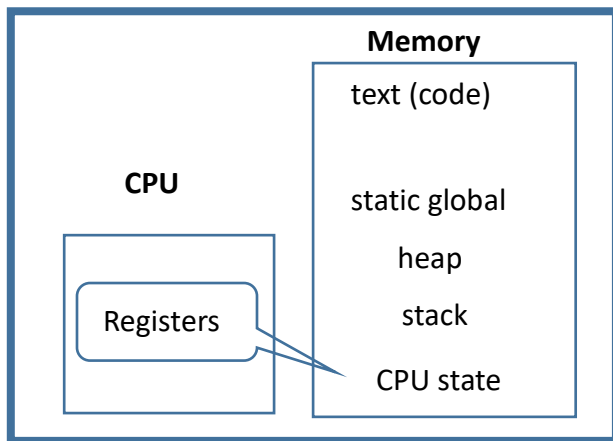 Memory
text (code)
CPU
static global
heap
Registers
stack
CPU state